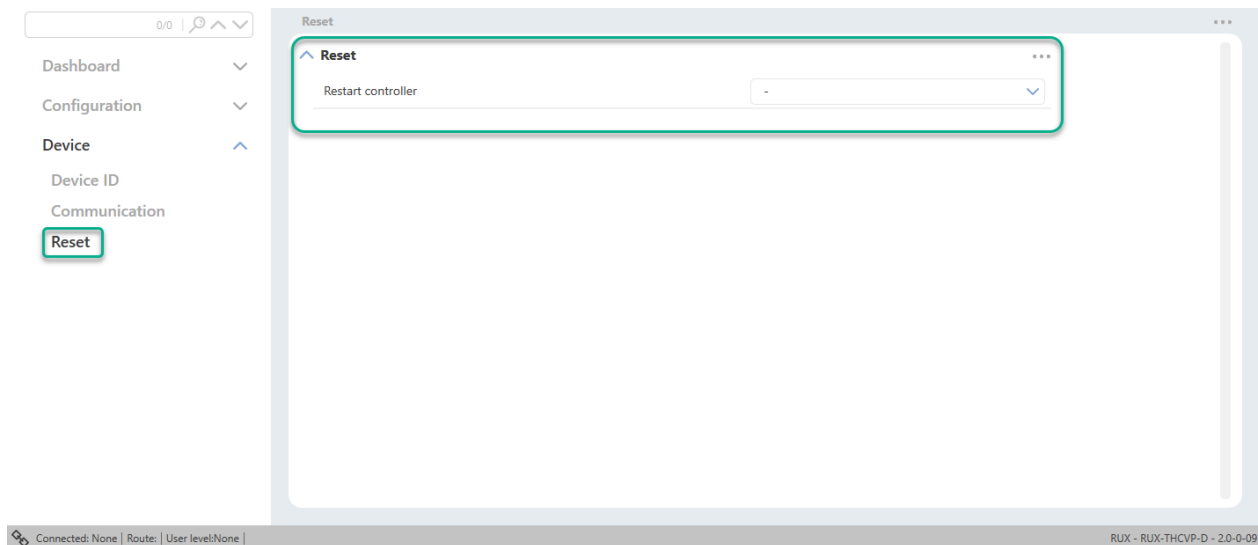 0/0
Dashboard
Configuration
Device
Device ID
Communication
Reset
Reset
Reset
Restart controller
-
Connected: None | Route: | User level:None |
RUX - RUX-THCVP-D - 2.0-0-09